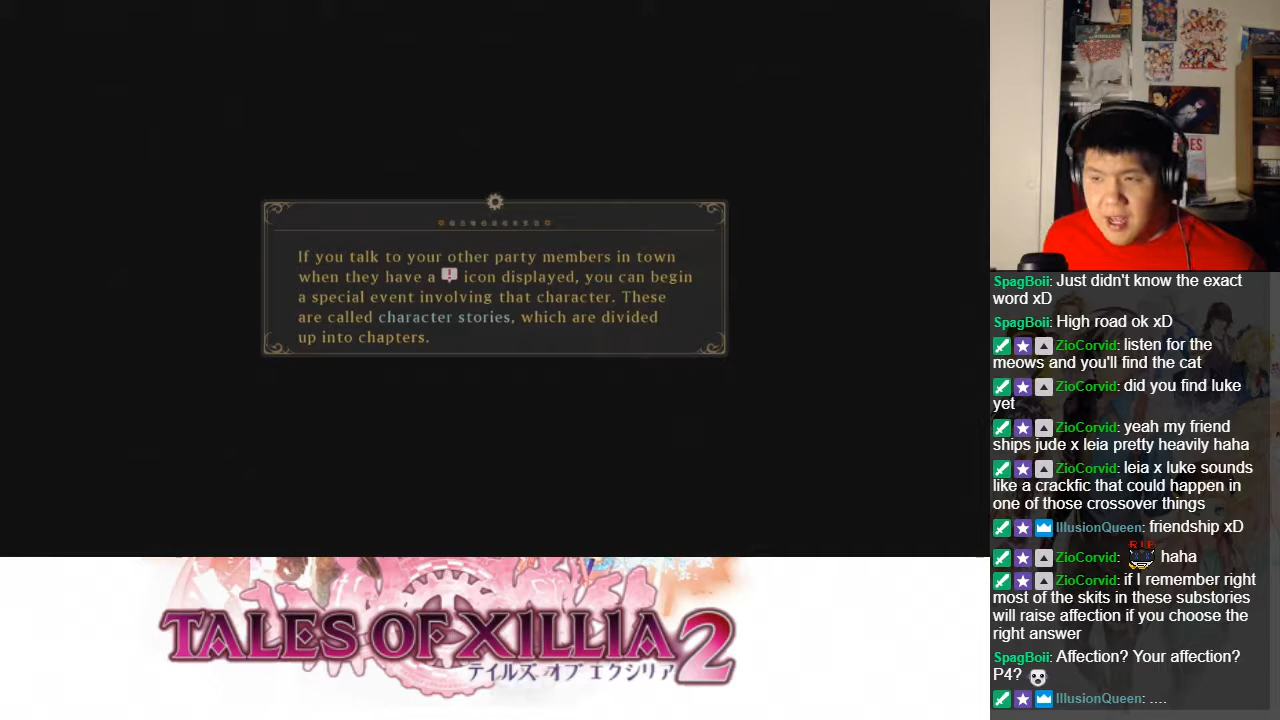 If you talk to your other party members in town
when they have a ! icon displayed, you can begin
a special event involving that character. These
are called character stories, which are divided
up into chapters.
TALES OF XILLIA 2
テイルズ オブ エクシリア
SpagBoii: Just didn't know the exact
word xD
SpagBoii: High road ok xD
ZioCorvid: listen for the
meows and you'll find the cat
ZioCorvid: did you find luke
yet
ZioCorvid: yeah my friend
ships jude x leia pretty heavily haha
ZioCorvid: leia x luke sounds
like a crackfic that could happen in
one of those crossover things
IllusionQueen: friendship xD
ZioCorvid: RIP haha
ZioCorvid: if I remember right
most of the skits in these substories
will raise affection if you choose the
right answer
SpagBoii: Affection? Your affection?
P4?
IllusionQueen: ....